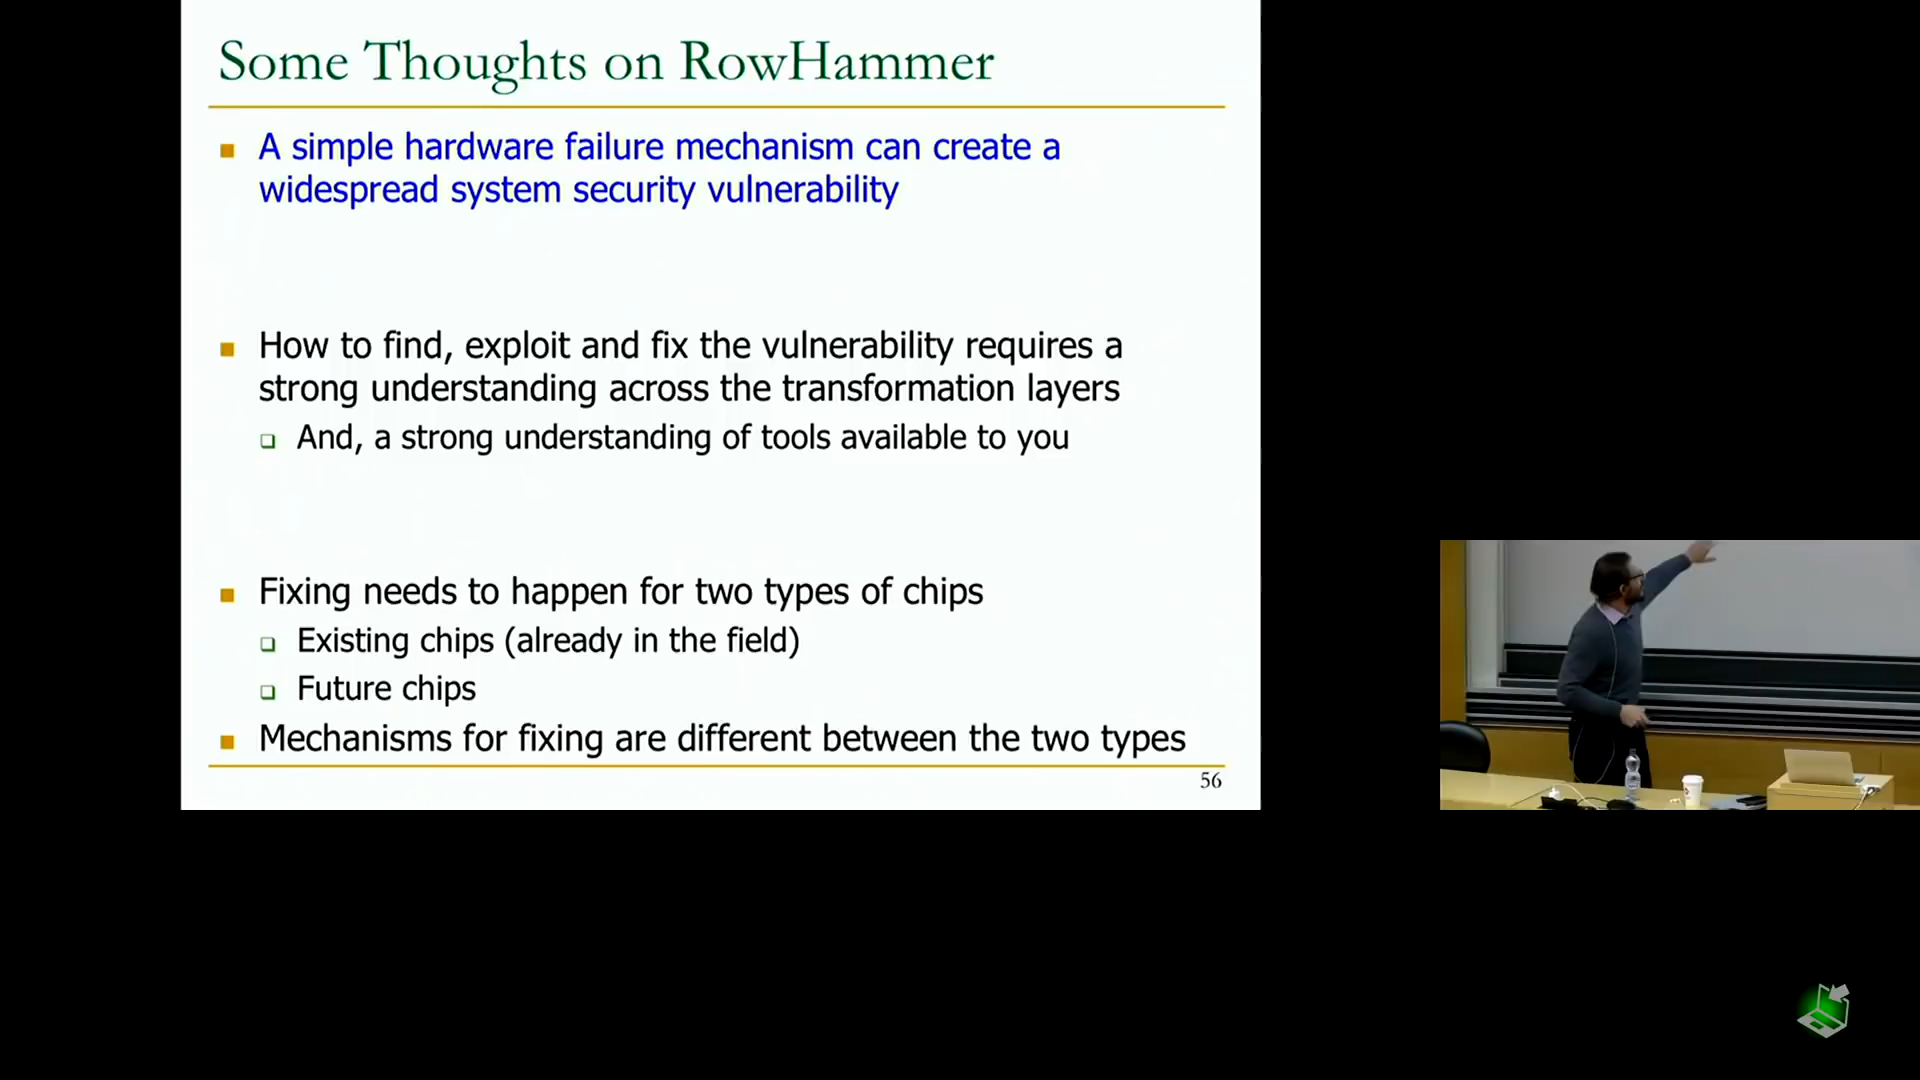 Some Thoughts on RowHammer
A simple hardware failure mechanism can create a
widespread system security vulnerability
How to find, exploit and fix the vulnerability requires a
strong understanding across the transformation layers
And, a strong understanding of tools available to you
Fixing needs to happen for two types of chips
Existing chips (already in the field)
Future chips
Mechanisms for fixing are different between the two types
56